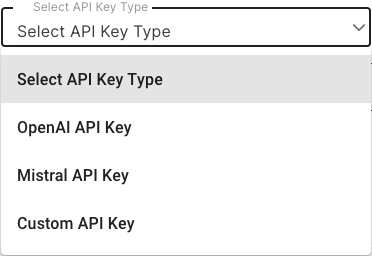 Select API Key Type
Select API Key Type
Select API Key Type
OpenAI API Key
Mistral API Key
Custom API Key